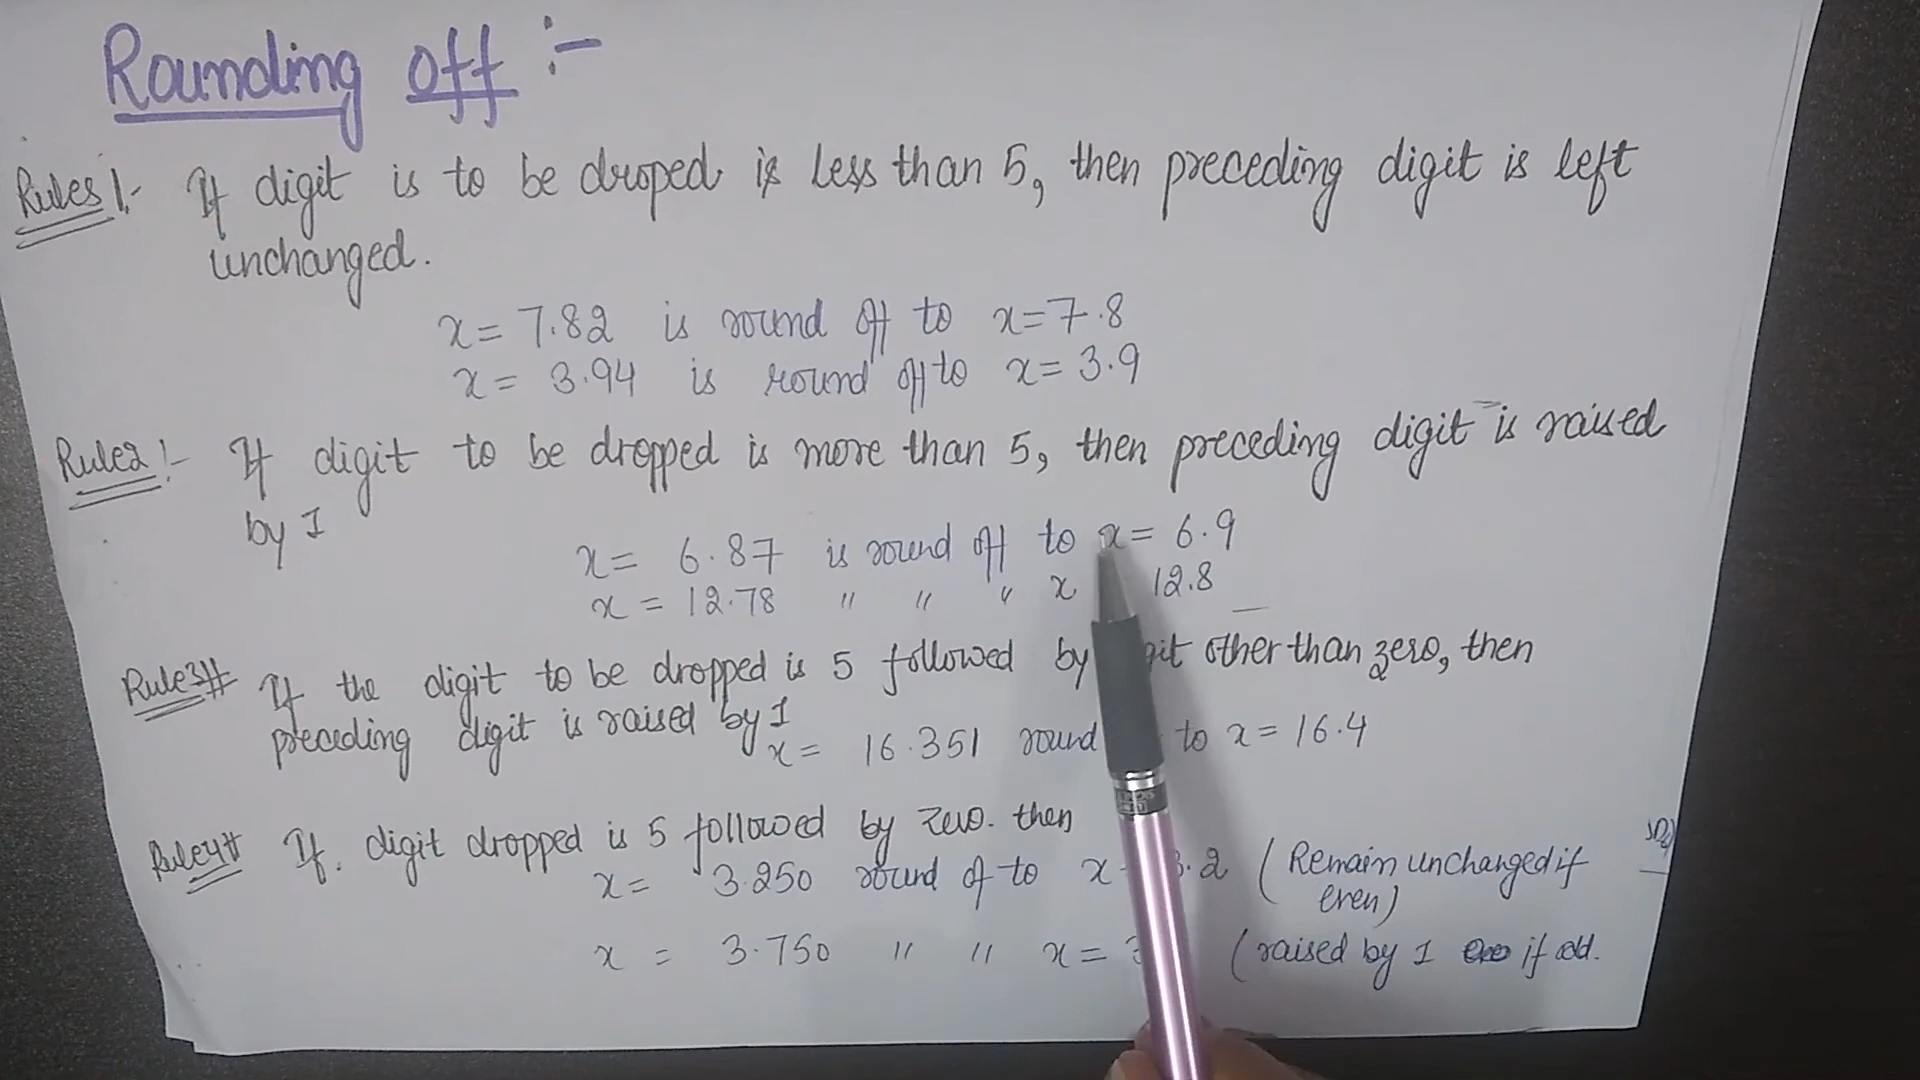 Rounding off :-
Rules 1:- If digit is to be droped is less than 5, then preceding digit is left
unchanged.
x = 7.82 is round off to x=7.8
x = 3.94 is round off to x = 3.9
Rule2:- If digit to be dropped is more than 5, then preceding digit is raised
by 1
x = 6.87 is round off to x = 6.9
x = 12.78 " " " x 12.8
Rule3# If the digit to be dropped is 5 followed by git other than zero, then
preceding digit is raised by 1
x = 16.351 round to x = 16.4
Rule4# If. digit dropped is 5 followed by zero. then
x = 3.250 round of to x 3.2 (Remain unchanged if
even)
x = 3.750 " " x = (raised by 1 if odd.